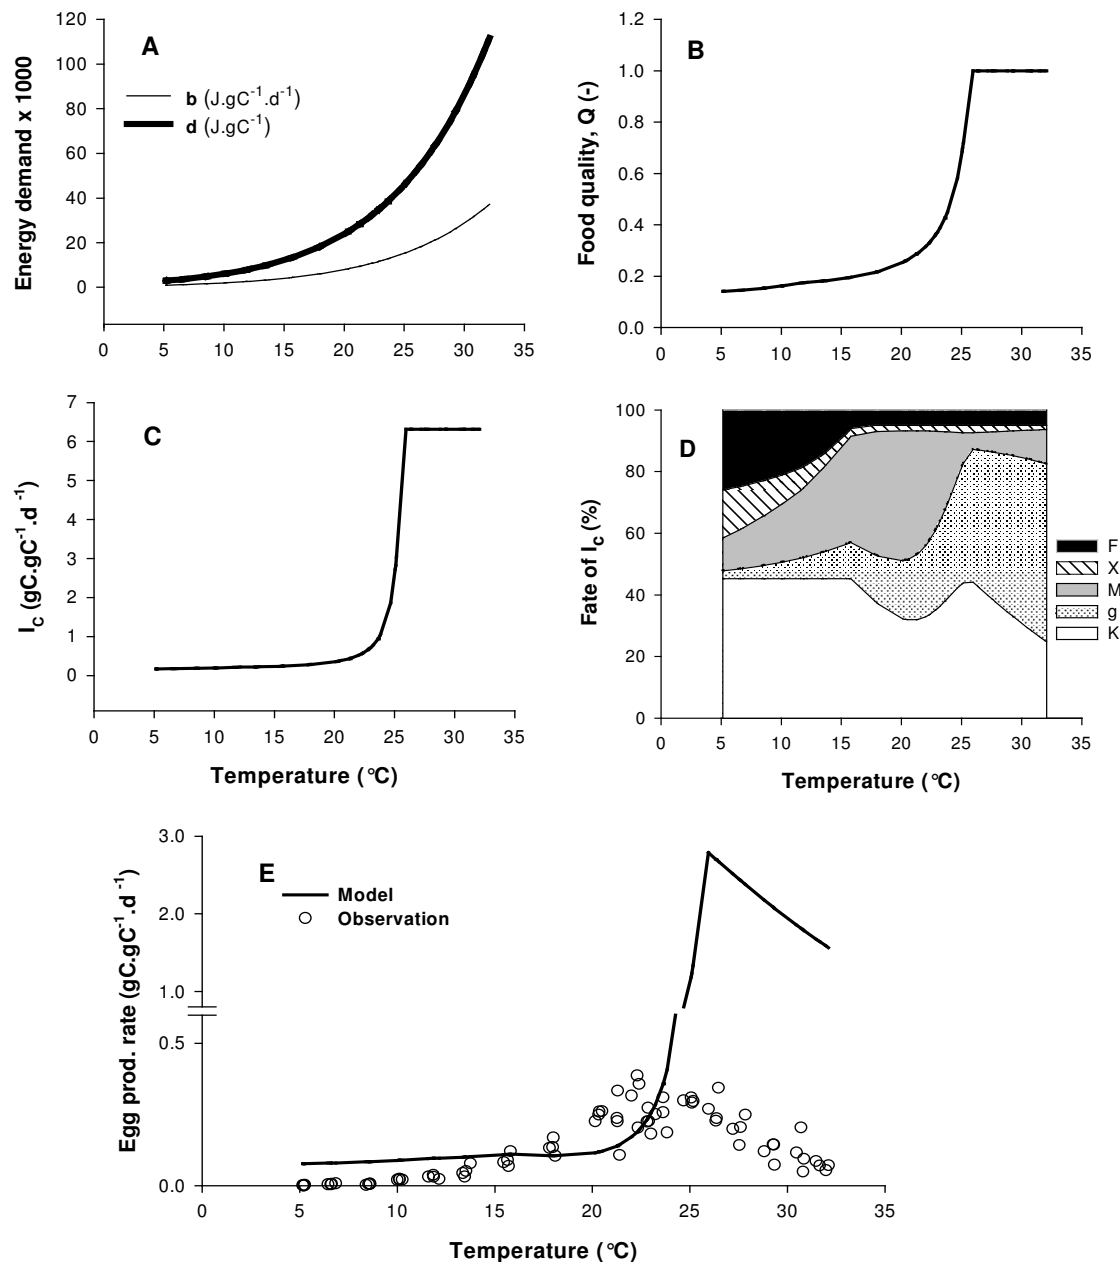 A
Energy demand x 1000
120
100
80
60
40
20
0
b (J.gC⁻¹.d⁻¹)
d (J.gC⁻¹)
0 5 10 15 20 25 30 35
B
Food quality, Q (-)
1.2
1.0
0.8
0.6
0.4
0.2
0.0
0 5 10 15 20 25 30 35
C
I_C (gC.gC⁻¹.d⁻¹)
7
6
5
4
3
2
1
0
0 5 10 15 20 25 30 35
Temperature (°C)
D
Fate of I_C (%)
100
80
60
40
20
0
F
X
M
g
K
0 5 10 15 20 25 30 35
Temperature (°C)
E
Egg prod. rate (gC.gC⁻¹.d⁻¹)
3.0
2.0
1.0
0.5
0.0
Model
Observation
0 5 10 15 20 25 30 35
Temperature (°C)